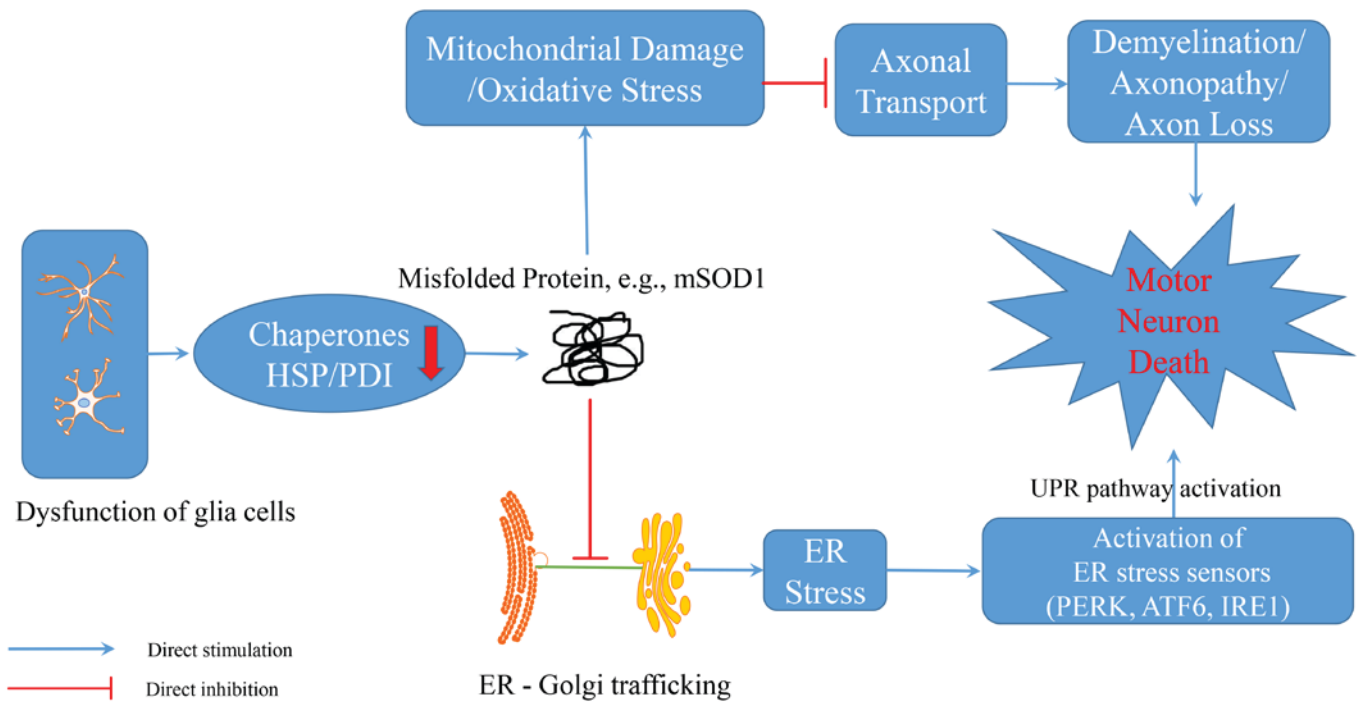 Mitochondrial Damage
/Oxidative Stress
Axonal
Transport
Demyelination/
Axonopathy/
Axon Loss
Misfolded Protein, e.g., mSOD1
Chaperones
HSP/PDI
Motor
Neuron
Death
Dysfunction of glia cells
UPR pathway activation
ER
Stress
Activation of
ER stress sensors
(PERK, ATF6, IRE1)
Direct stimulation
Direct inhibition
ER - Golgi trafficking